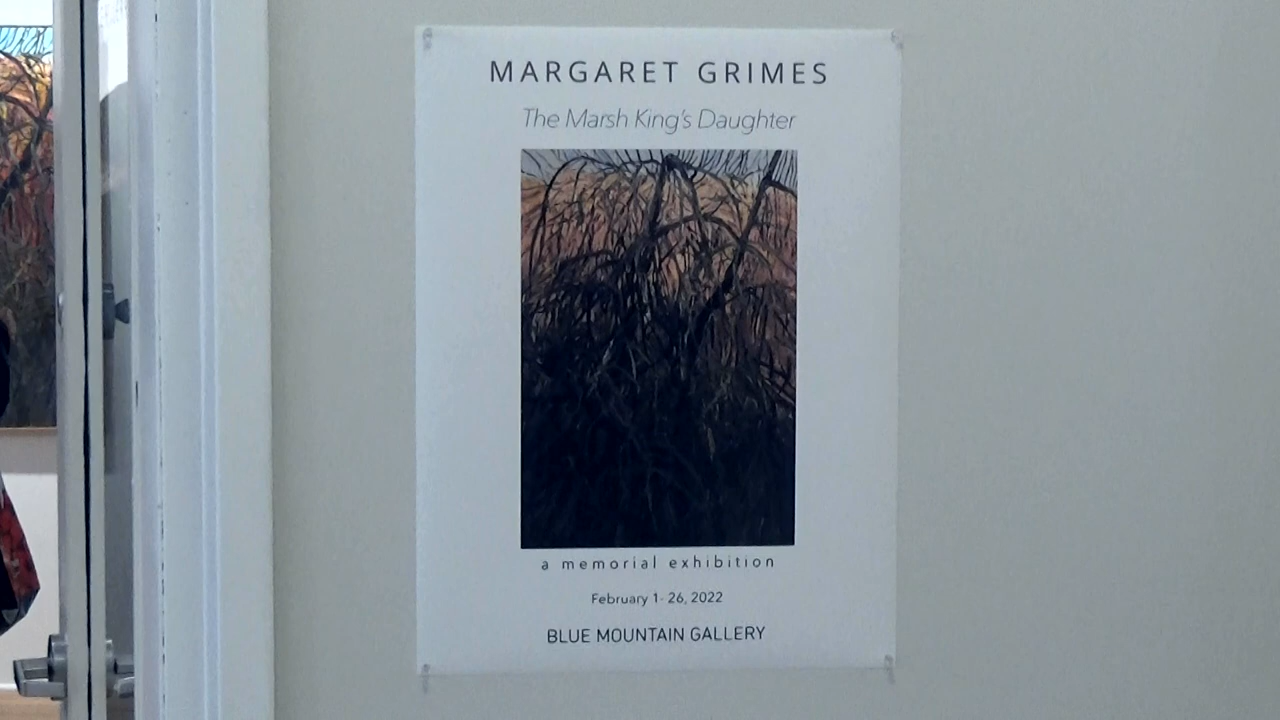 MARGARET GRIMES
The Marsh King's Daughter
a memorial exhibition
February 1- 26, 2022
BLUE MOUNTAIN GALLERY